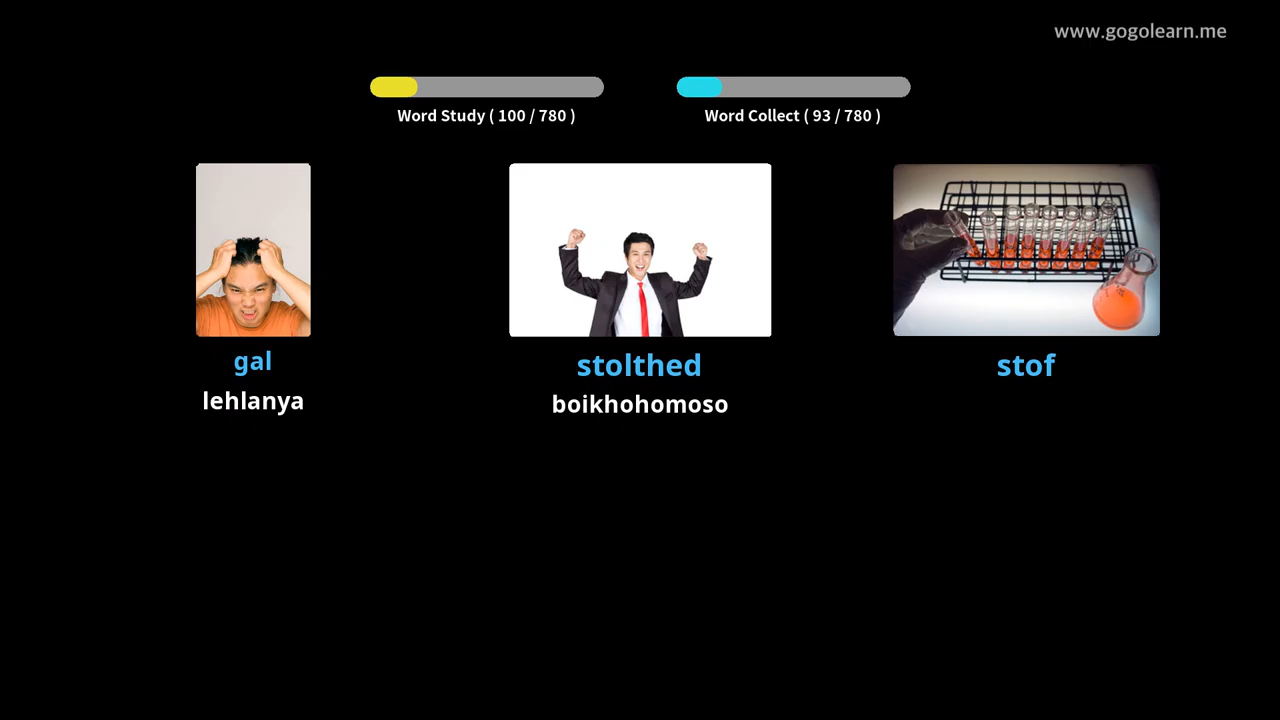 www.gogolearn.me
Word Study ( 100 / 780 )
Word Collect ( 93 / 780 )
gal
lehlanya
stolthed
boikhohomoso
stof